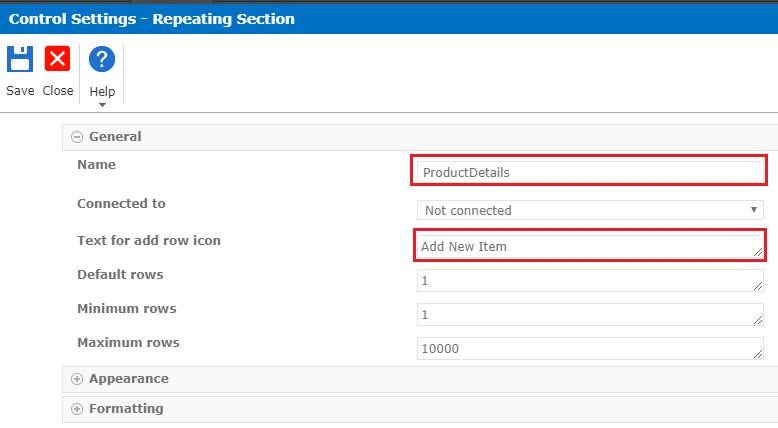 Control Settings - Repeating Section
Save Close Help
General
Name ProductDetails
Connected to Not connected
Text for add row icon Add New Item
Default rows 1
Minimum rows 1
Maximum rows 10000
Appearance
Formatting